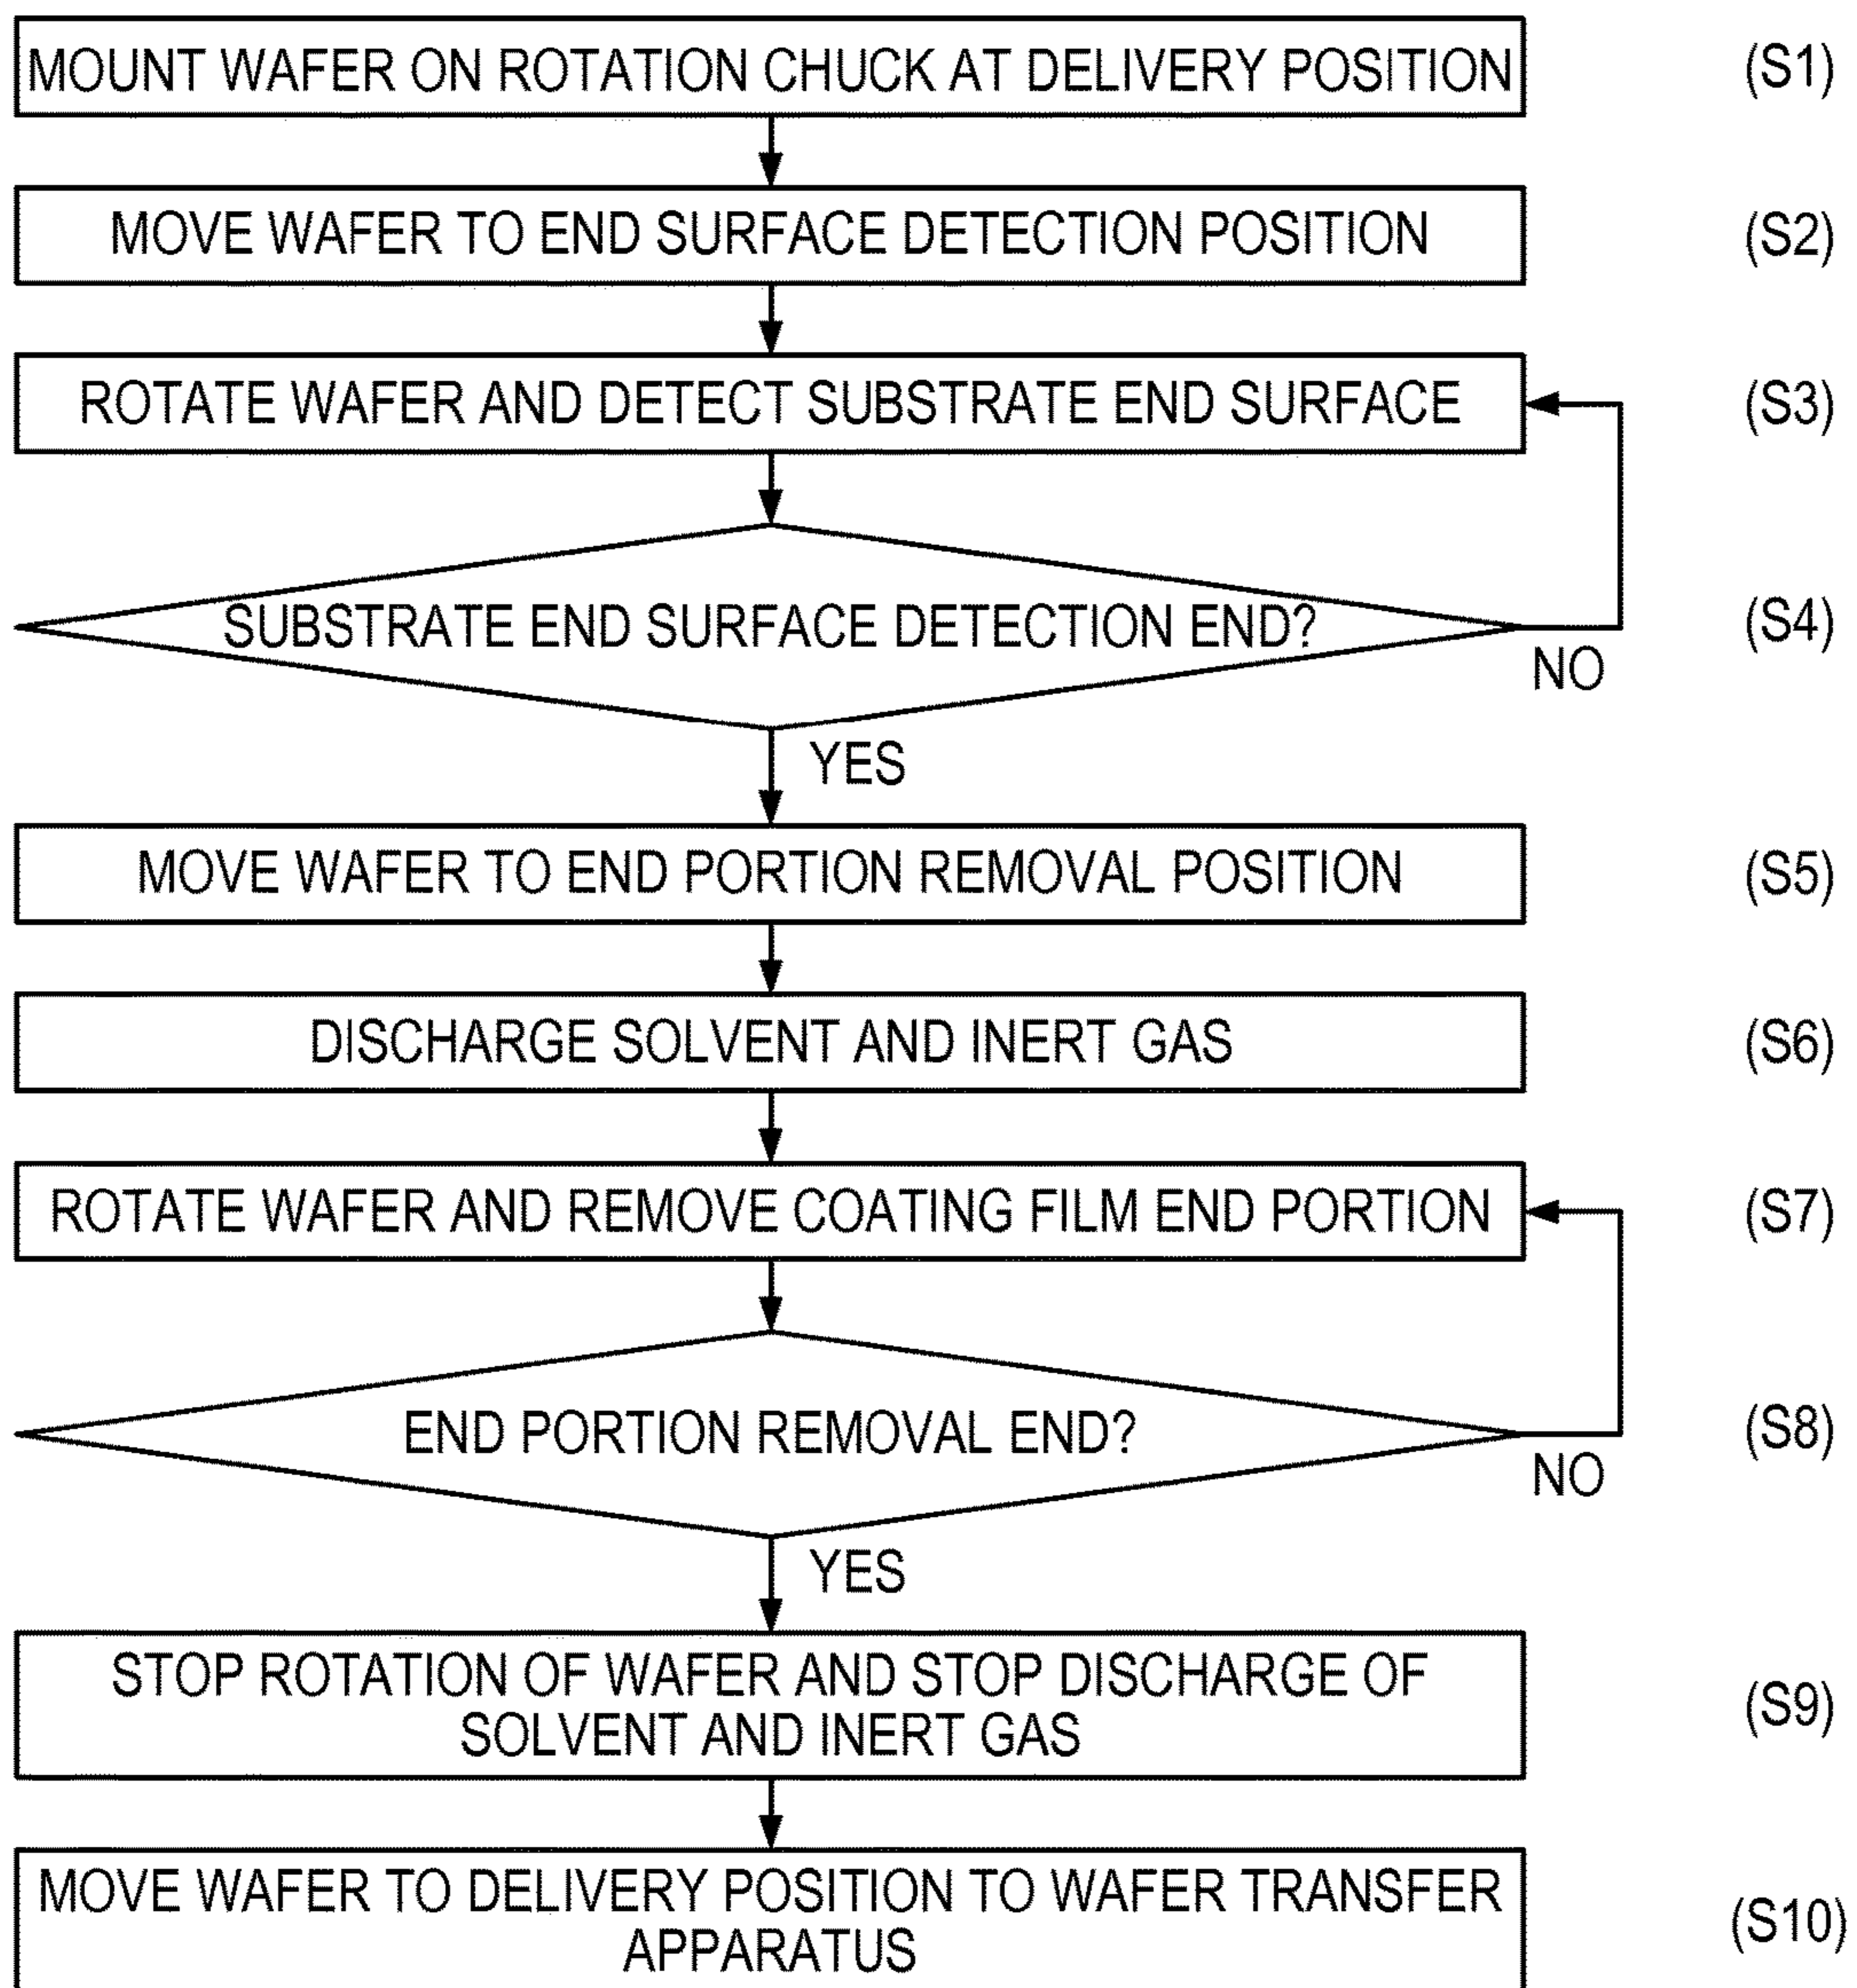 MOUNT WAFER ON ROTATION CHUCK AT DELIVERY POSITION (S1)
MOVE WAFER TO END SURFACE DETECTION POSITION (S2)
ROTATE WAFER AND DETECT SUBSTRATE END SURFACE (S3)
SUBSTRATE END SURFACE DETECTION END? (S4)
NO
YES
MOVE WAFER TO END PORTION REMOVAL POSITION (S5)
DISCHARGE SOLVENT AND INERT GAS (S6)
ROTATE WAFER AND REMOVE COATING FILM END PORTION (S7)
END PORTION REMOVAL END? (S8)
NO
YES
STOP ROTATION OF WAFER AND STOP DISCHARGE OF
SOLVENT AND INERT GAS (S9)
MOVE WAFER TO DELIVERY POSITION TO WAFER TRANSFER
APPARATUS (S10)